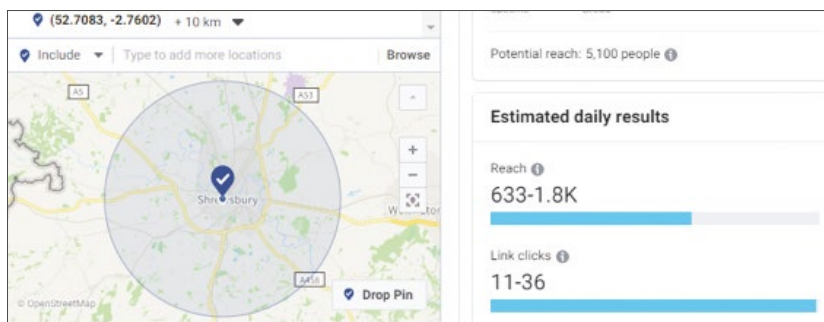 (52.7083, -2.7602) + 10 km
Include Type to add more locations Browse
A5
A53
Shrewsbury
A458
Drop Pin
© OpenStreetMap
Potential reach: 5,100 people
Estimated daily results
Reach
633-1.8K
Link clicks
11-36